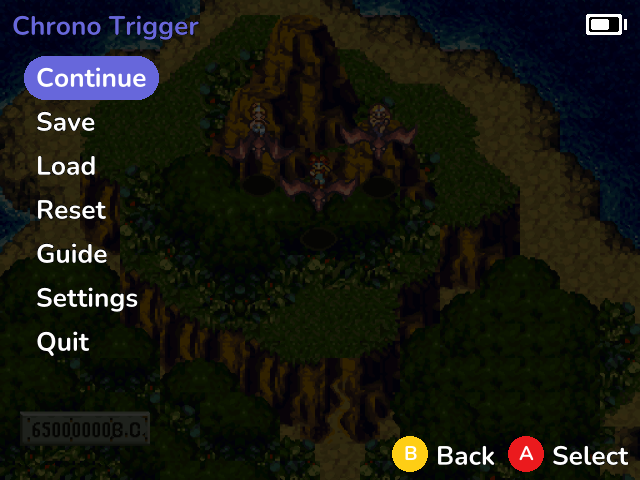 Chrono Trigger
Continue
Save
Load
Reset
Guide
Settings
Quit
65000000B.C.
B Back A Select